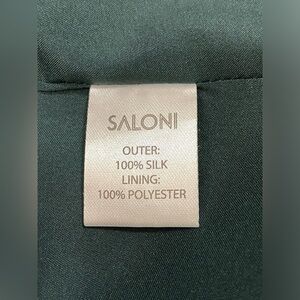 SALONI
OUTER:
100% SILK
LINING:
100% POLYESTER